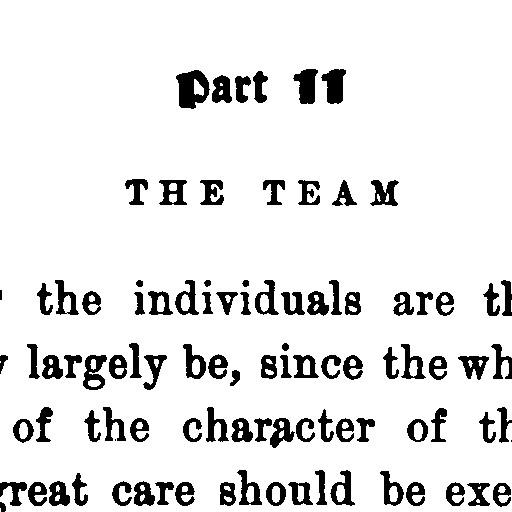 Part II
THE TEAM
the individuals are th
largely be, since the wh
of the character of th
great care should be exe